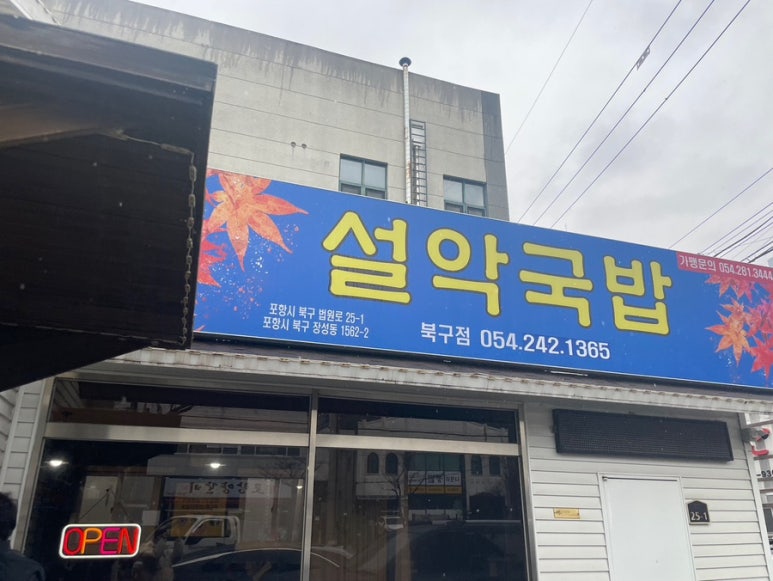 가맹문의 054.281.3444
설악국밥
포항시 북구 법원로 25-1
포항시 북구 장성동 1562-2
북구점 054.242.1365
OPEN
25-1